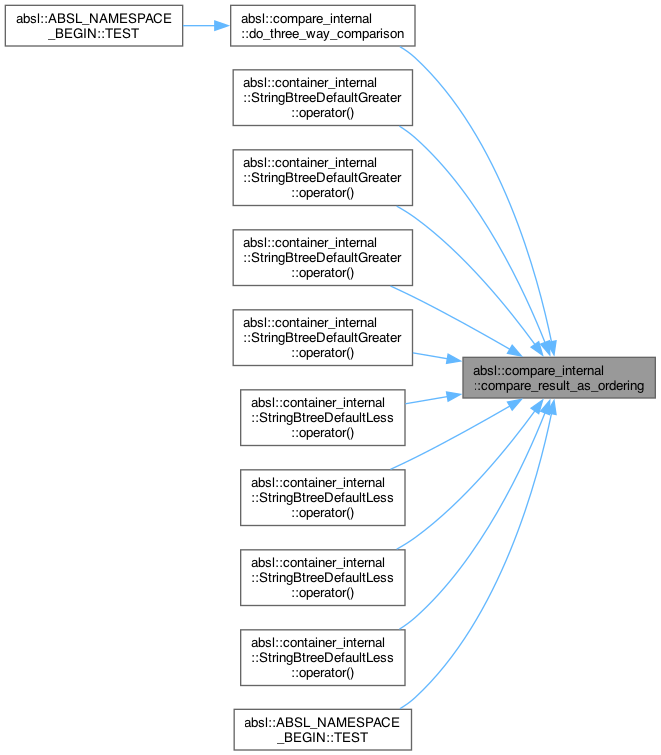 absl::ABSL_NAMESPACE
_BEGIN::TEST
absl::compare_internal
::do_three_way_comparison
absl::container_internal
::StringBtreeDefaultGreater
::operator()
absl::container_internal
::StringBtreeDefaultGreater
::operator()
absl::container_internal
::StringBtreeDefaultGreater
::operator()
absl::container_internal
::StringBtreeDefaultGreater
::operator()
absl::compare_internal
::compare_result_as_ordering
absl::container_internal
::StringBtreeDefaultLess
::operator()
absl::container_internal
::StringBtreeDefaultLess
::operator()
absl::container_internal
::StringBtreeDefaultLess
::operator()
absl::container_internal
::StringBtreeDefaultLess
::operator()
absl::ABSL_NAMESPACE
_BEGIN::TEST